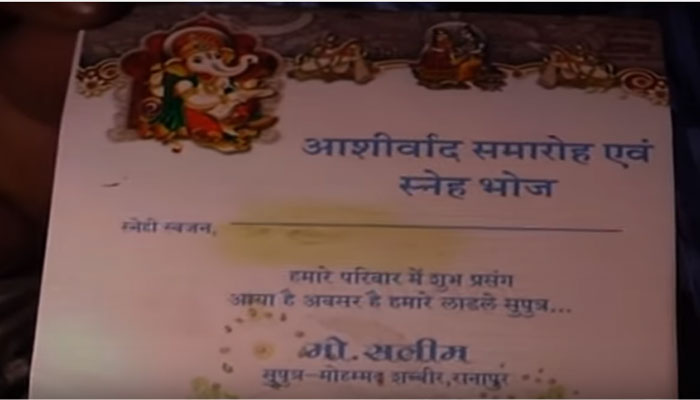 आशीर्वाद समारोह एवं
स्नेह भोज
स्नेही स्वजन,
हमारे परिवार में शुभ प्रसंग
आया है अवसर है हमारे लाडले सुपुत्र...
मो. सलीम
सुपुत्र-मोहम्मद शब्बीर, रानापुर